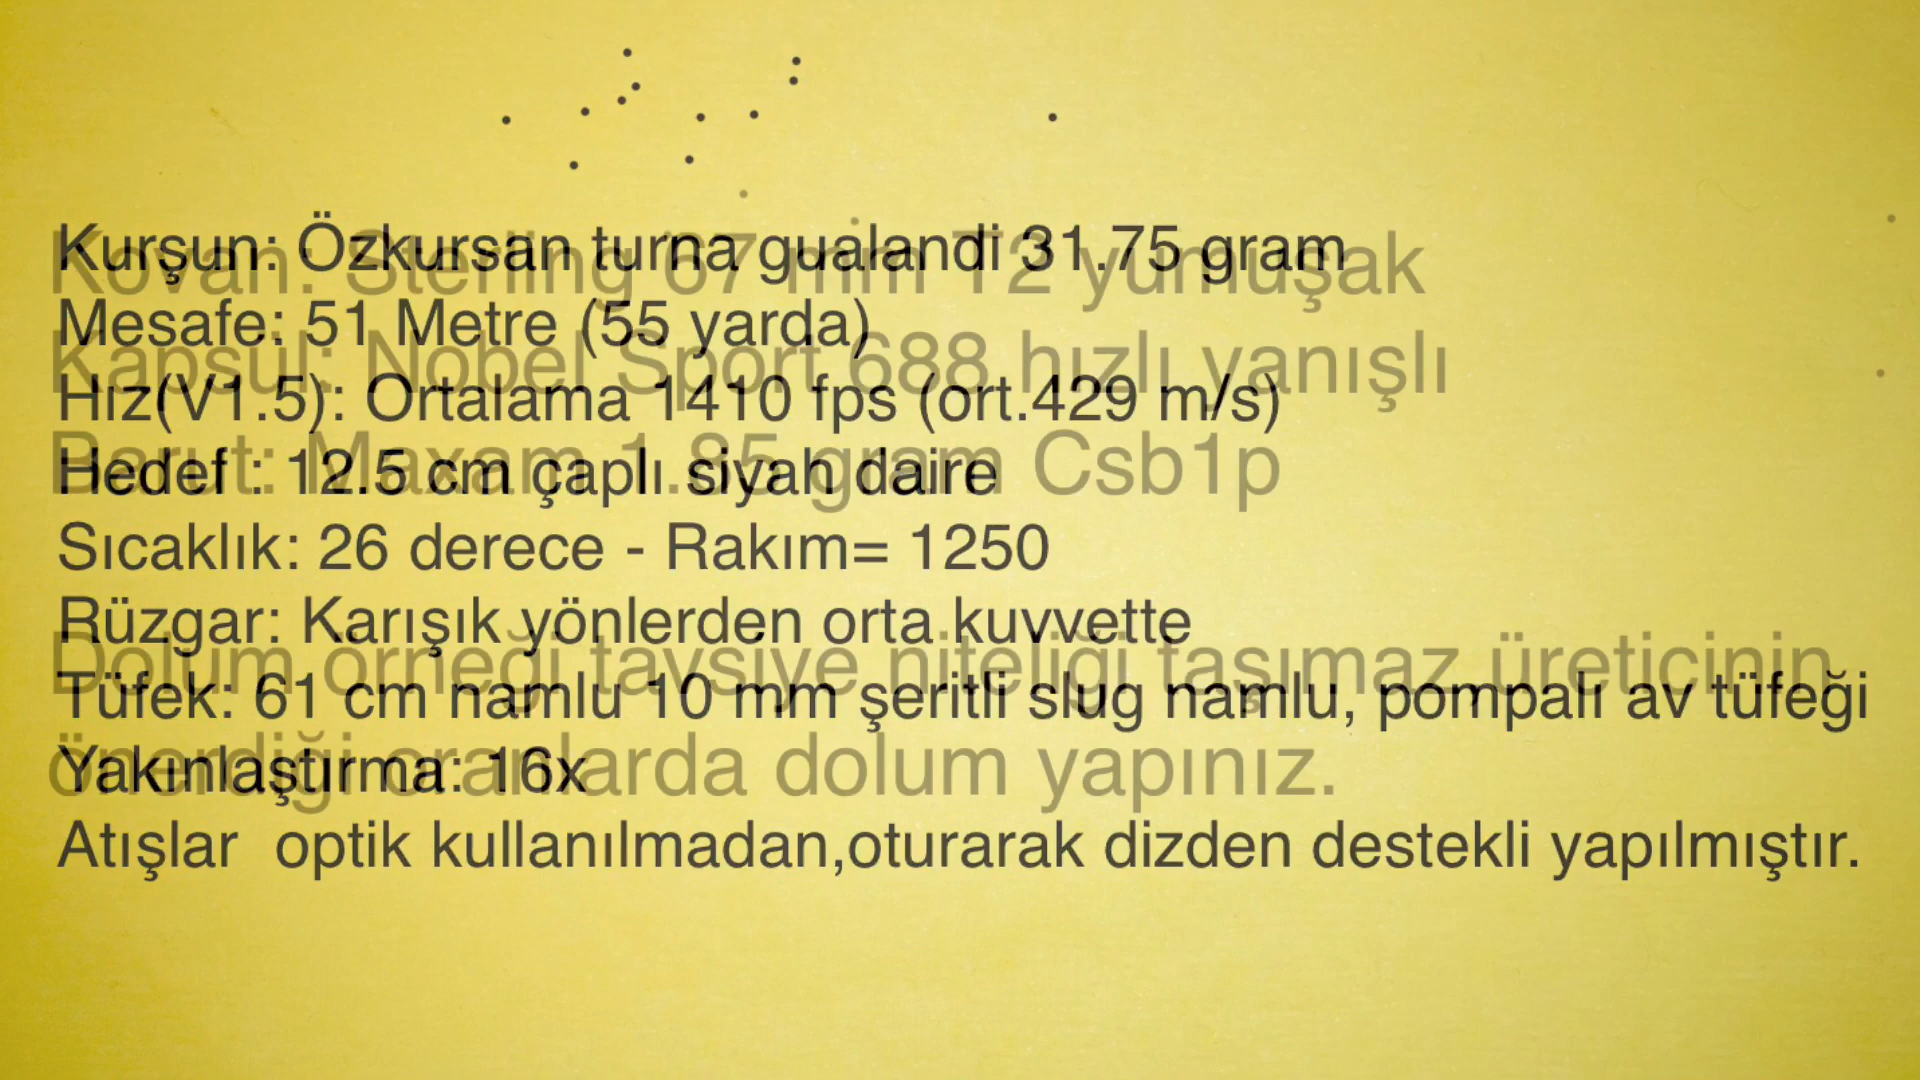 Kurşun: Özkursan turna gualandi 31.75 gram
Mesafe: 51 Metre (55 yarda)
Hız(V1.5): Ortalama 1410 fps (ort.429 m/s)
Hedef : 12.5 cm çaplı siyah daire
Sıcaklık: 26 derece - Rakım= 1250
Rüzgar: Karışık yönlerden orta kuvvette
Tüfek: 61 cm namlu 10 mm şeritli slug namlu, pompalı av tüfeği
Yakınlaştırma: 16x
Atışlar optik kullanılmadan,oturarak dizden destekli yapılmıştır.
Kovan: Sterling 67 mm T2 yumuşak
Kapsül: Nobel Sport 688 hızlı yanışlı
Barut: Maxam 1.85 gram Csb1p
Dolum örneği tavsiye niteliği taşımaz üreticinin
önerdiği oranlarda dolum yapınız.